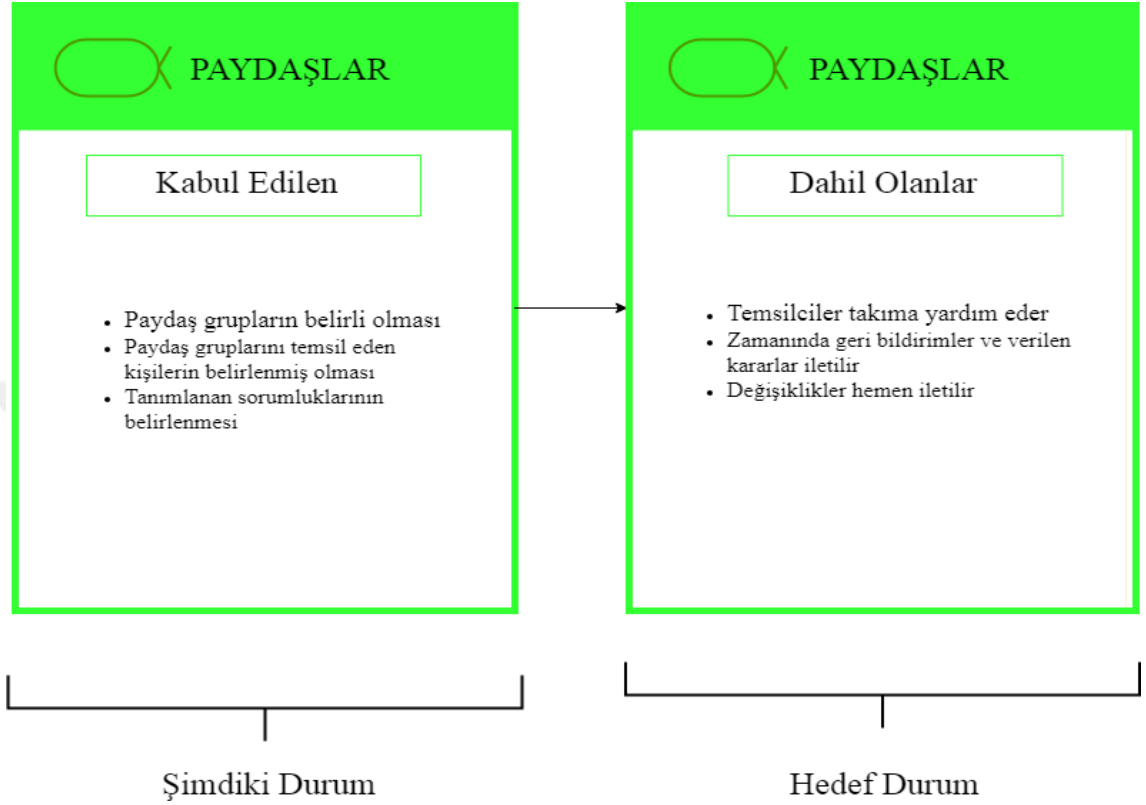 PAYDAŞLAR
Kabul Edilen
• Paydaş grupların belirli olması
• Paydaş gruplarını temsil eden
kişilerin belirlenmiş olması
• Tanımlanan sorumluklarının
belirlenmesi
Şimdiki Durum
PAYDAŞLAR
Dahil Olanlar
• Temsilciler takıma yardım eder
• Zamanında geri bildirimler ve verilen
kararlar iletilir
• Değişiklikler hemen iletilir
Hedef Durum